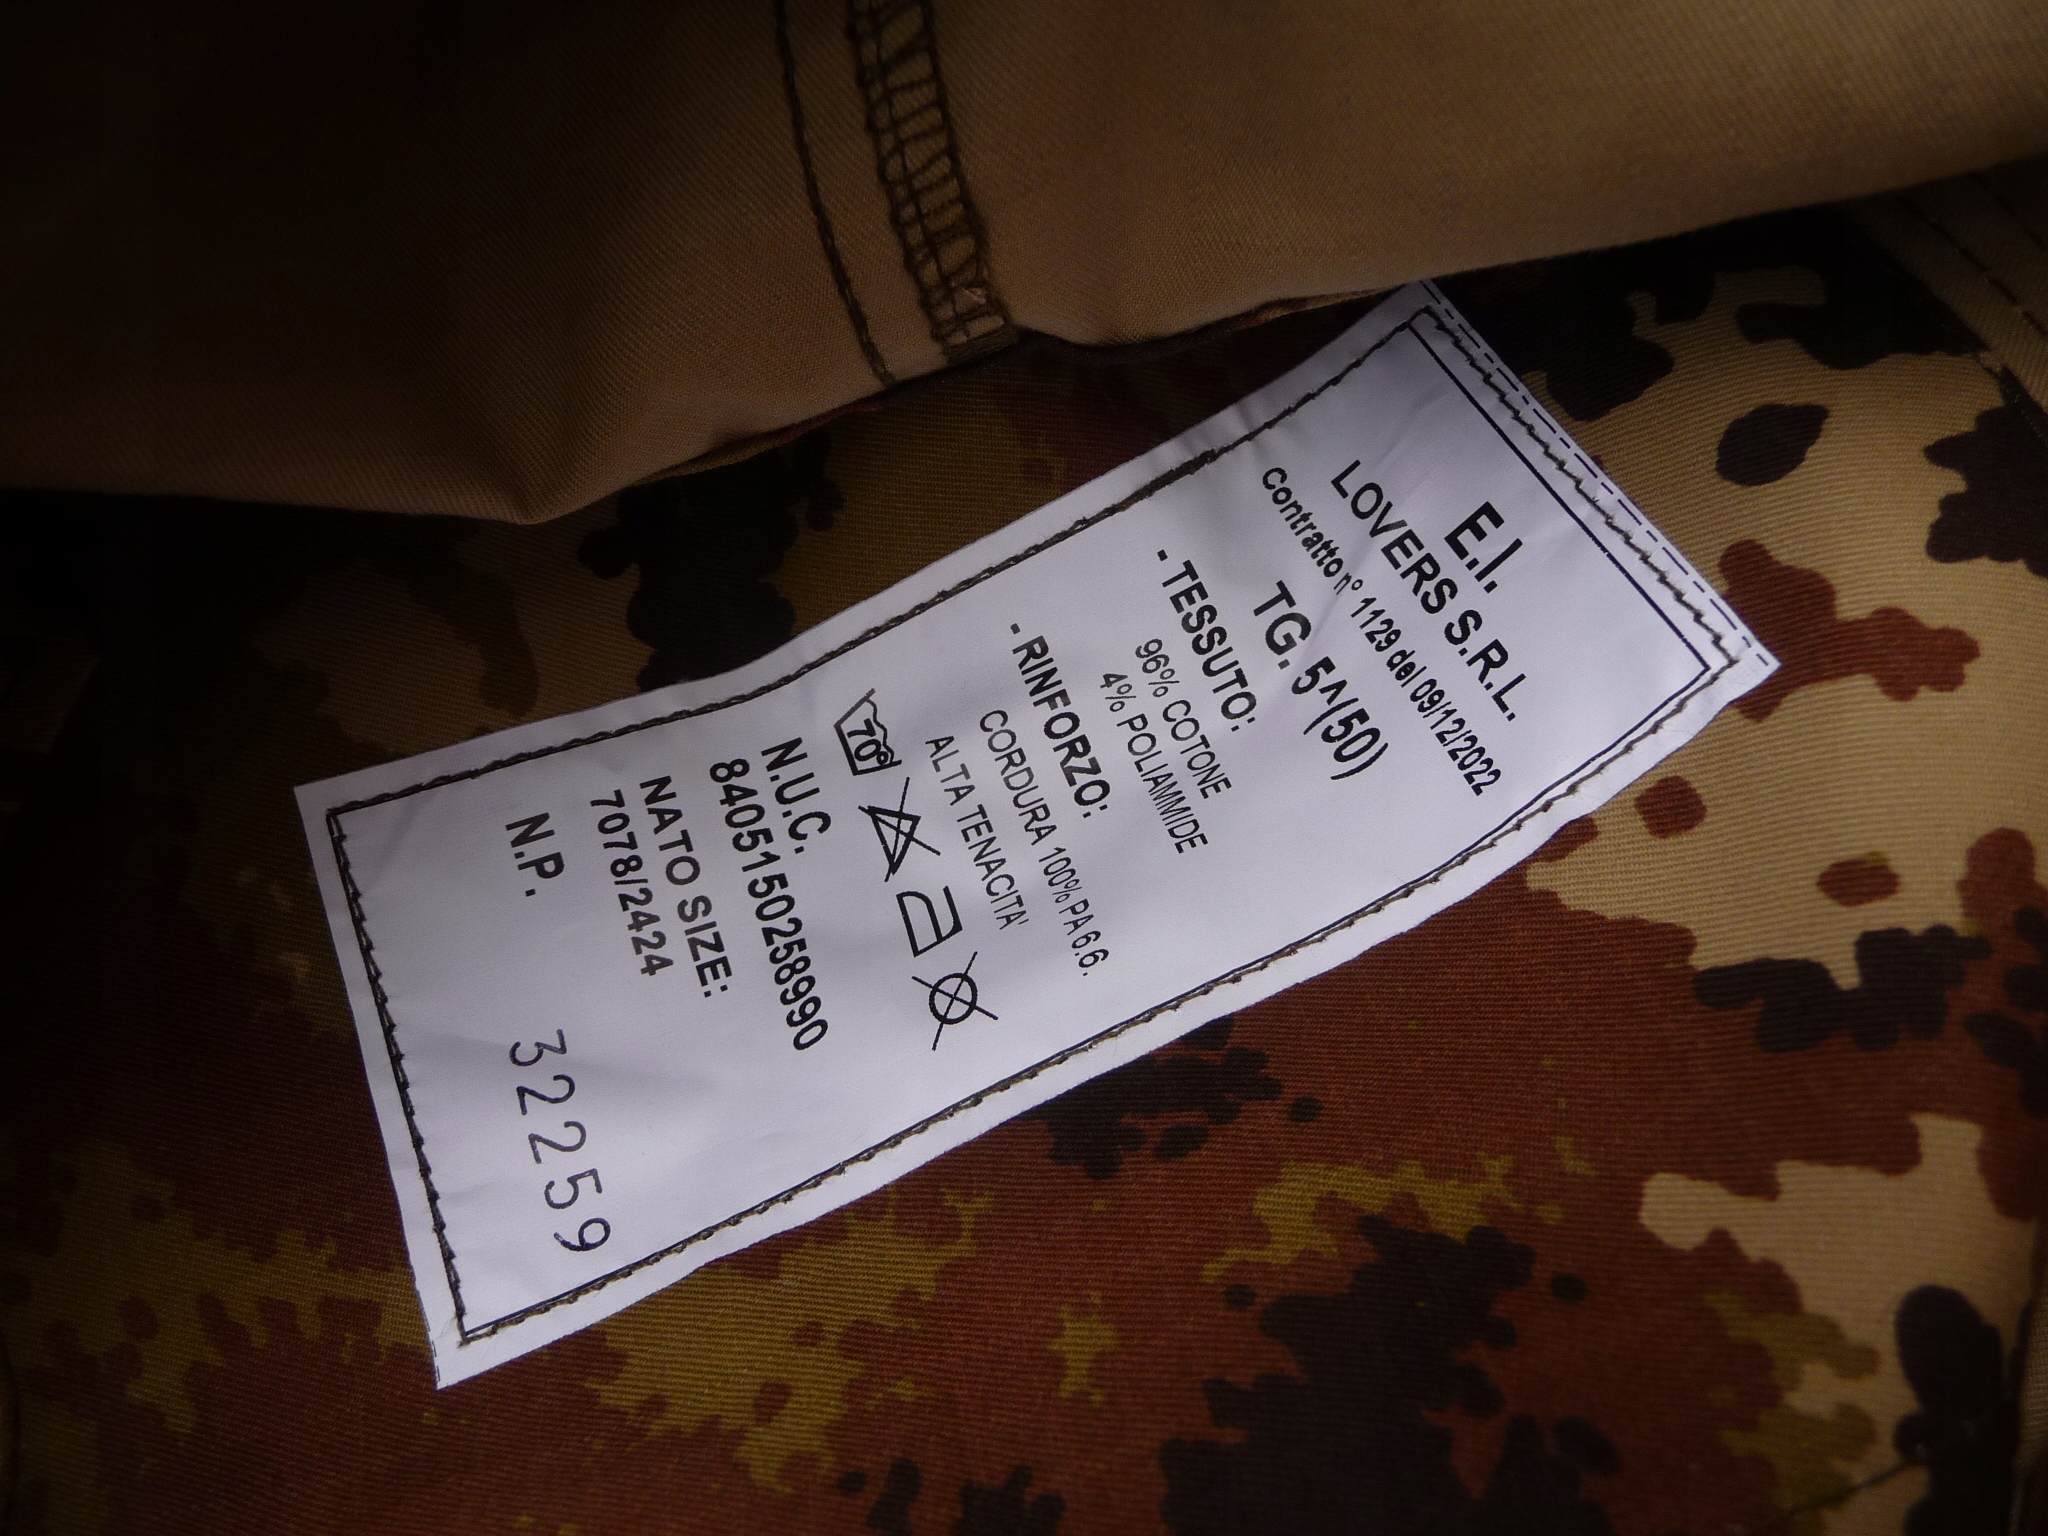 E.I.
LOVERS S.R.L.
Contratto n° 1129 del 09/12/2022
TG. 5^(50)
- TESSUTO:
96% COTONE
4% POLIAMMIDE
- RINFORZO:
CORDURA 100% PA 6.6.
ALTA TENACITA'
70°
N.U.C.
8405150258990
NATO SIZE:
7078/2424
N.P. 32259